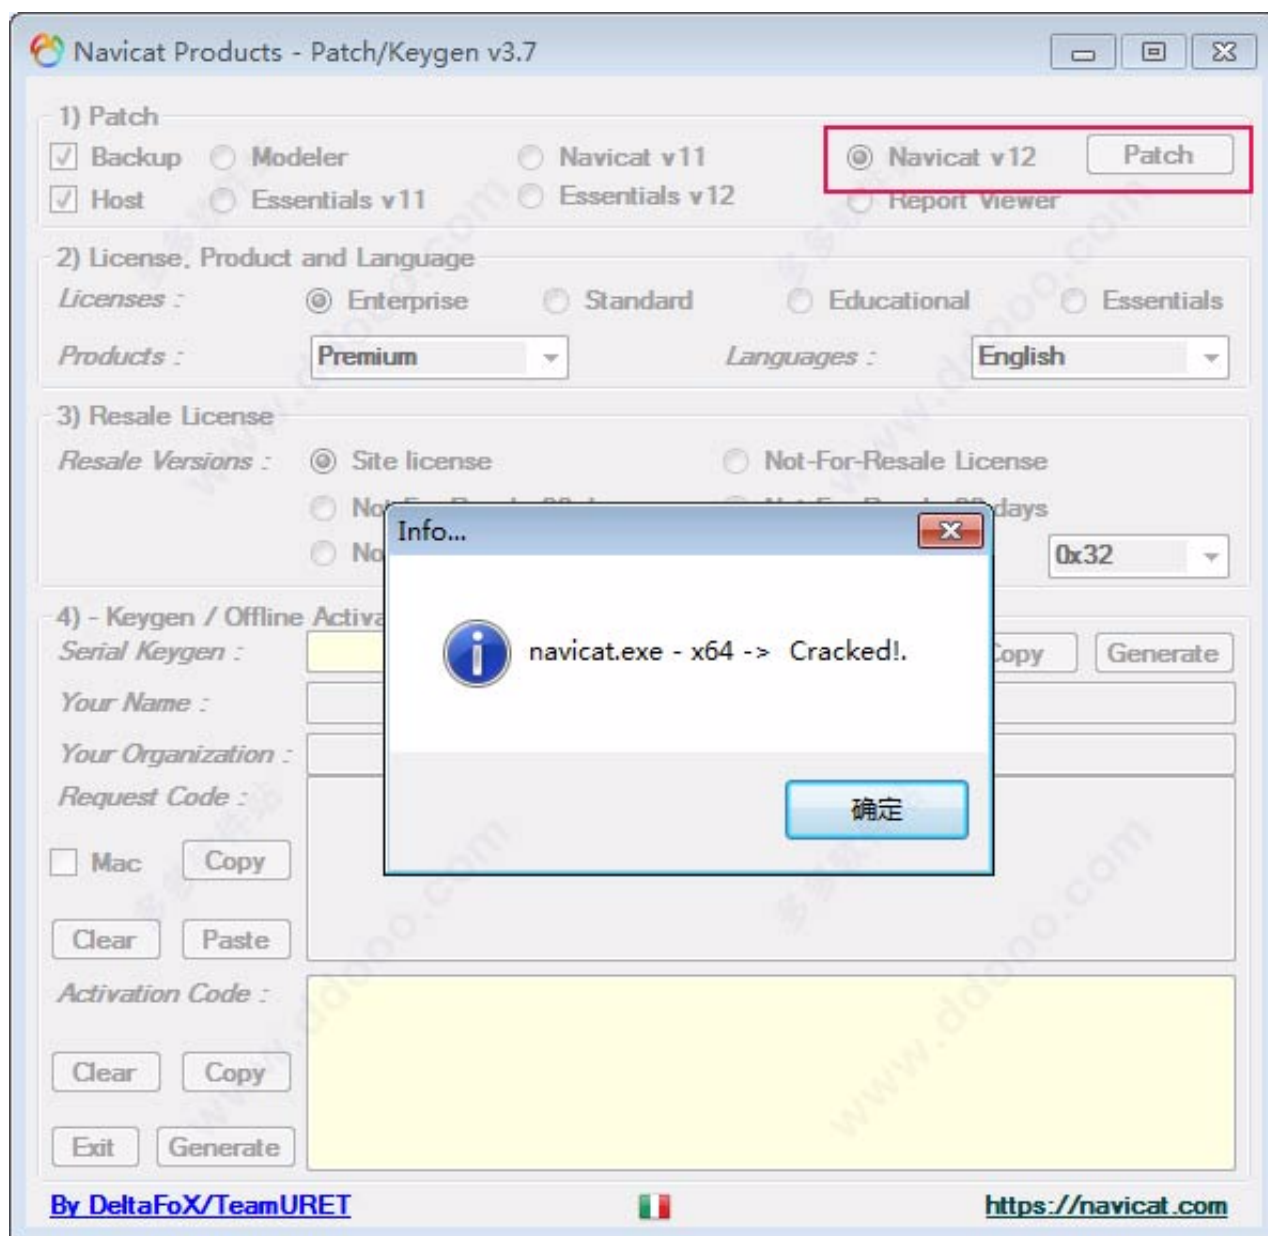 Navicat Products - Patch/Keygen v3.7
1) Patch
Backup Modeler Navicat v11 Navicat v12 Patch
Host Essentials v11 Essentials v12 Report Viewer
2) License, Product and Language
Licenses : Enterprise Standard Educational Essentials
Products : Premium Languages : English
3) Resale License
Resale Versions : Site license Not-For-Resale License
days
0x32
Info...
navicat.exe - x64 -> Cracked!.
确定
4) - Keygen / Offline
Serial Keygen : Copy Generate
Your Name :
Your Organization :
Request Code :
Mac Copy
Clear Paste
Activation Code :
Clear Copy
Exit Generate
By DeltaFoX/TeamURET https://navicat.com
www.ddooo.com